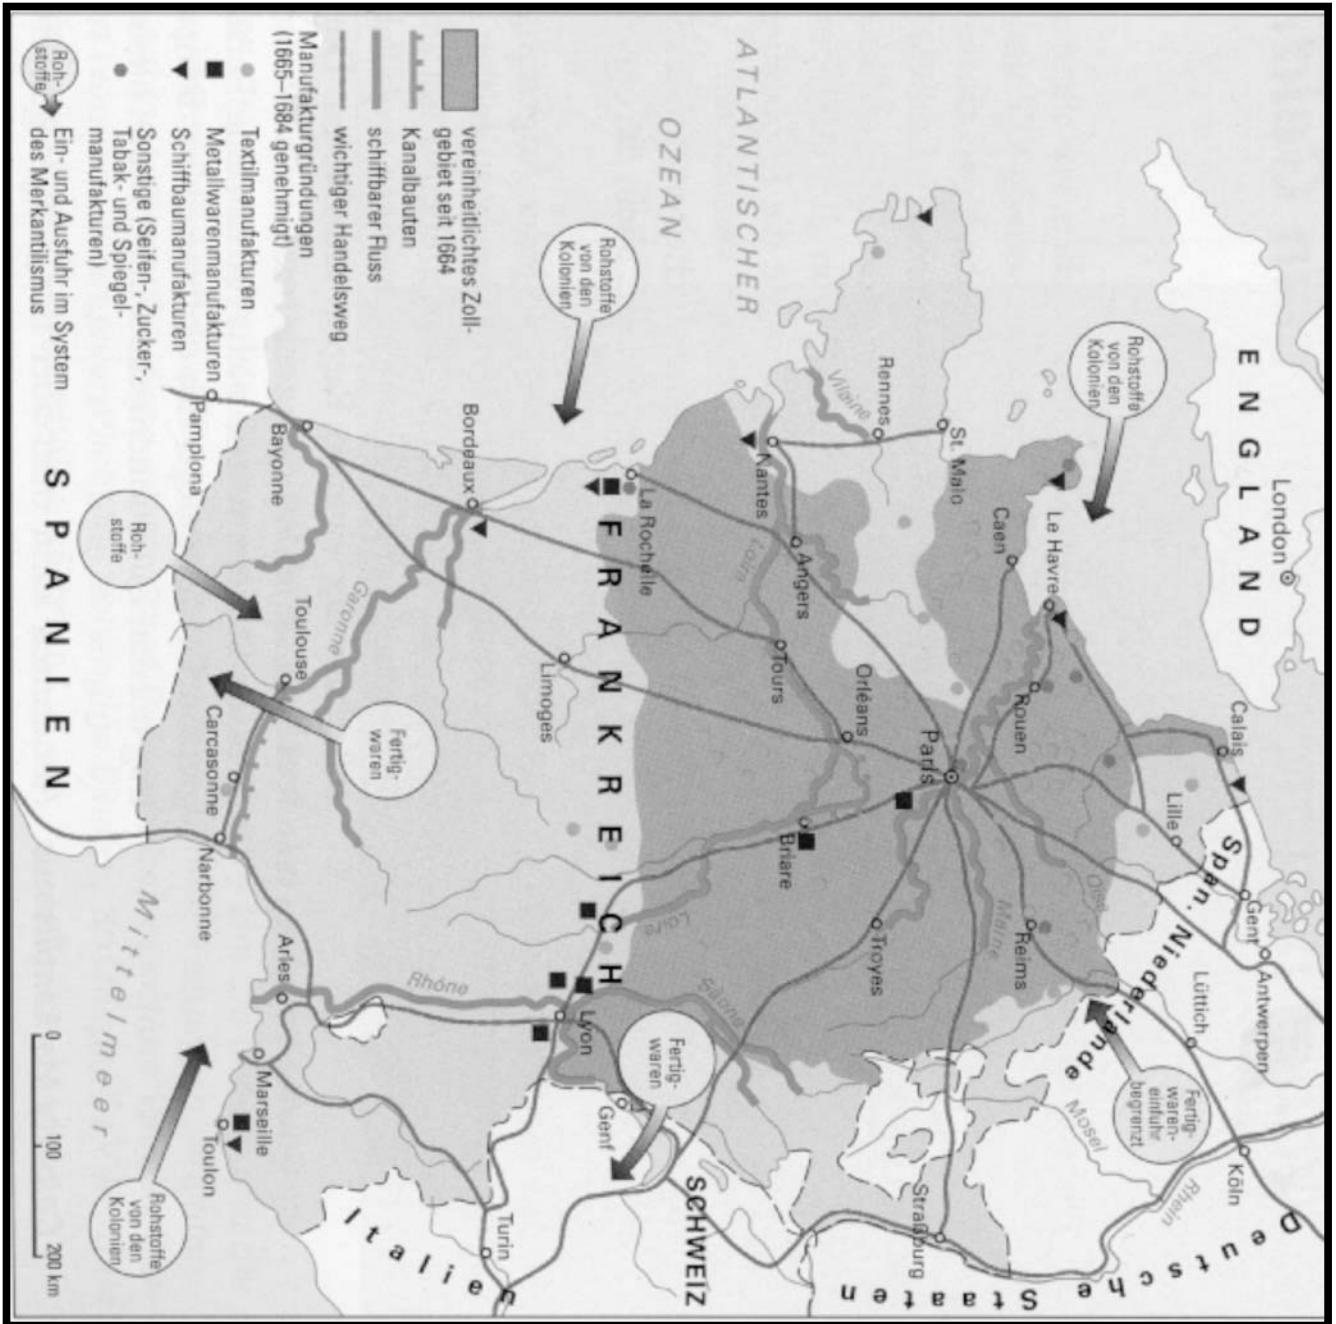 ATLANTISCHER
OZEAN
ENGLAND
London
Rohstoffe
von den
Kolonien
Rohstoffe
von den
Kolonien
Calais
Lille
Gent
Antwerpen
Span. Niederlande
Lüttich
Köln
Deutsche Staaten
Rhein
Mosel
Fertig-
waren-
einfuhr
begrenzt
St. Malo
Caen
Le Havre
Rouen
Oise
Reims
Marne
Rennes
Vilaine
Paris
Straßburg
Nantes
Angers
Loire
Tours
Orléans
Briare
Troyes
Saône
SCHWEIZ
La Rochelle
FRANKREICH
Loire
Fertig-
waren
Genf
Limoges
Lyon
Bordeaux
Garonne
Rhône
Turin
Italien
Fertig-
waren
Bayonne
Toulouse
Pamplona
Carcasonne
Narbonne
Arles
Marseille
Toulon
Roh-
stoffe
Mittelmeer
Rohstoffe
von den
Kolonien
SPANIEN
vereinheitlichtes Zoll-
gebiet seit 1664
Kanalbauten
schiffbarer Fluss
wichtiger Handelsweg
Manufakturgründungen
(1665–1684 genehmigt)
Textilmanufakturen
Metallwarenmanufakturen
Schiffbaumanufakturen
Sonstige (Seifen-, Zucker-,
Tabak- und Spiegel-
manufakturen)
Roh-
stoffe
Ein- und Ausfuhr im System
des Merkantilismus
0 100 200 km